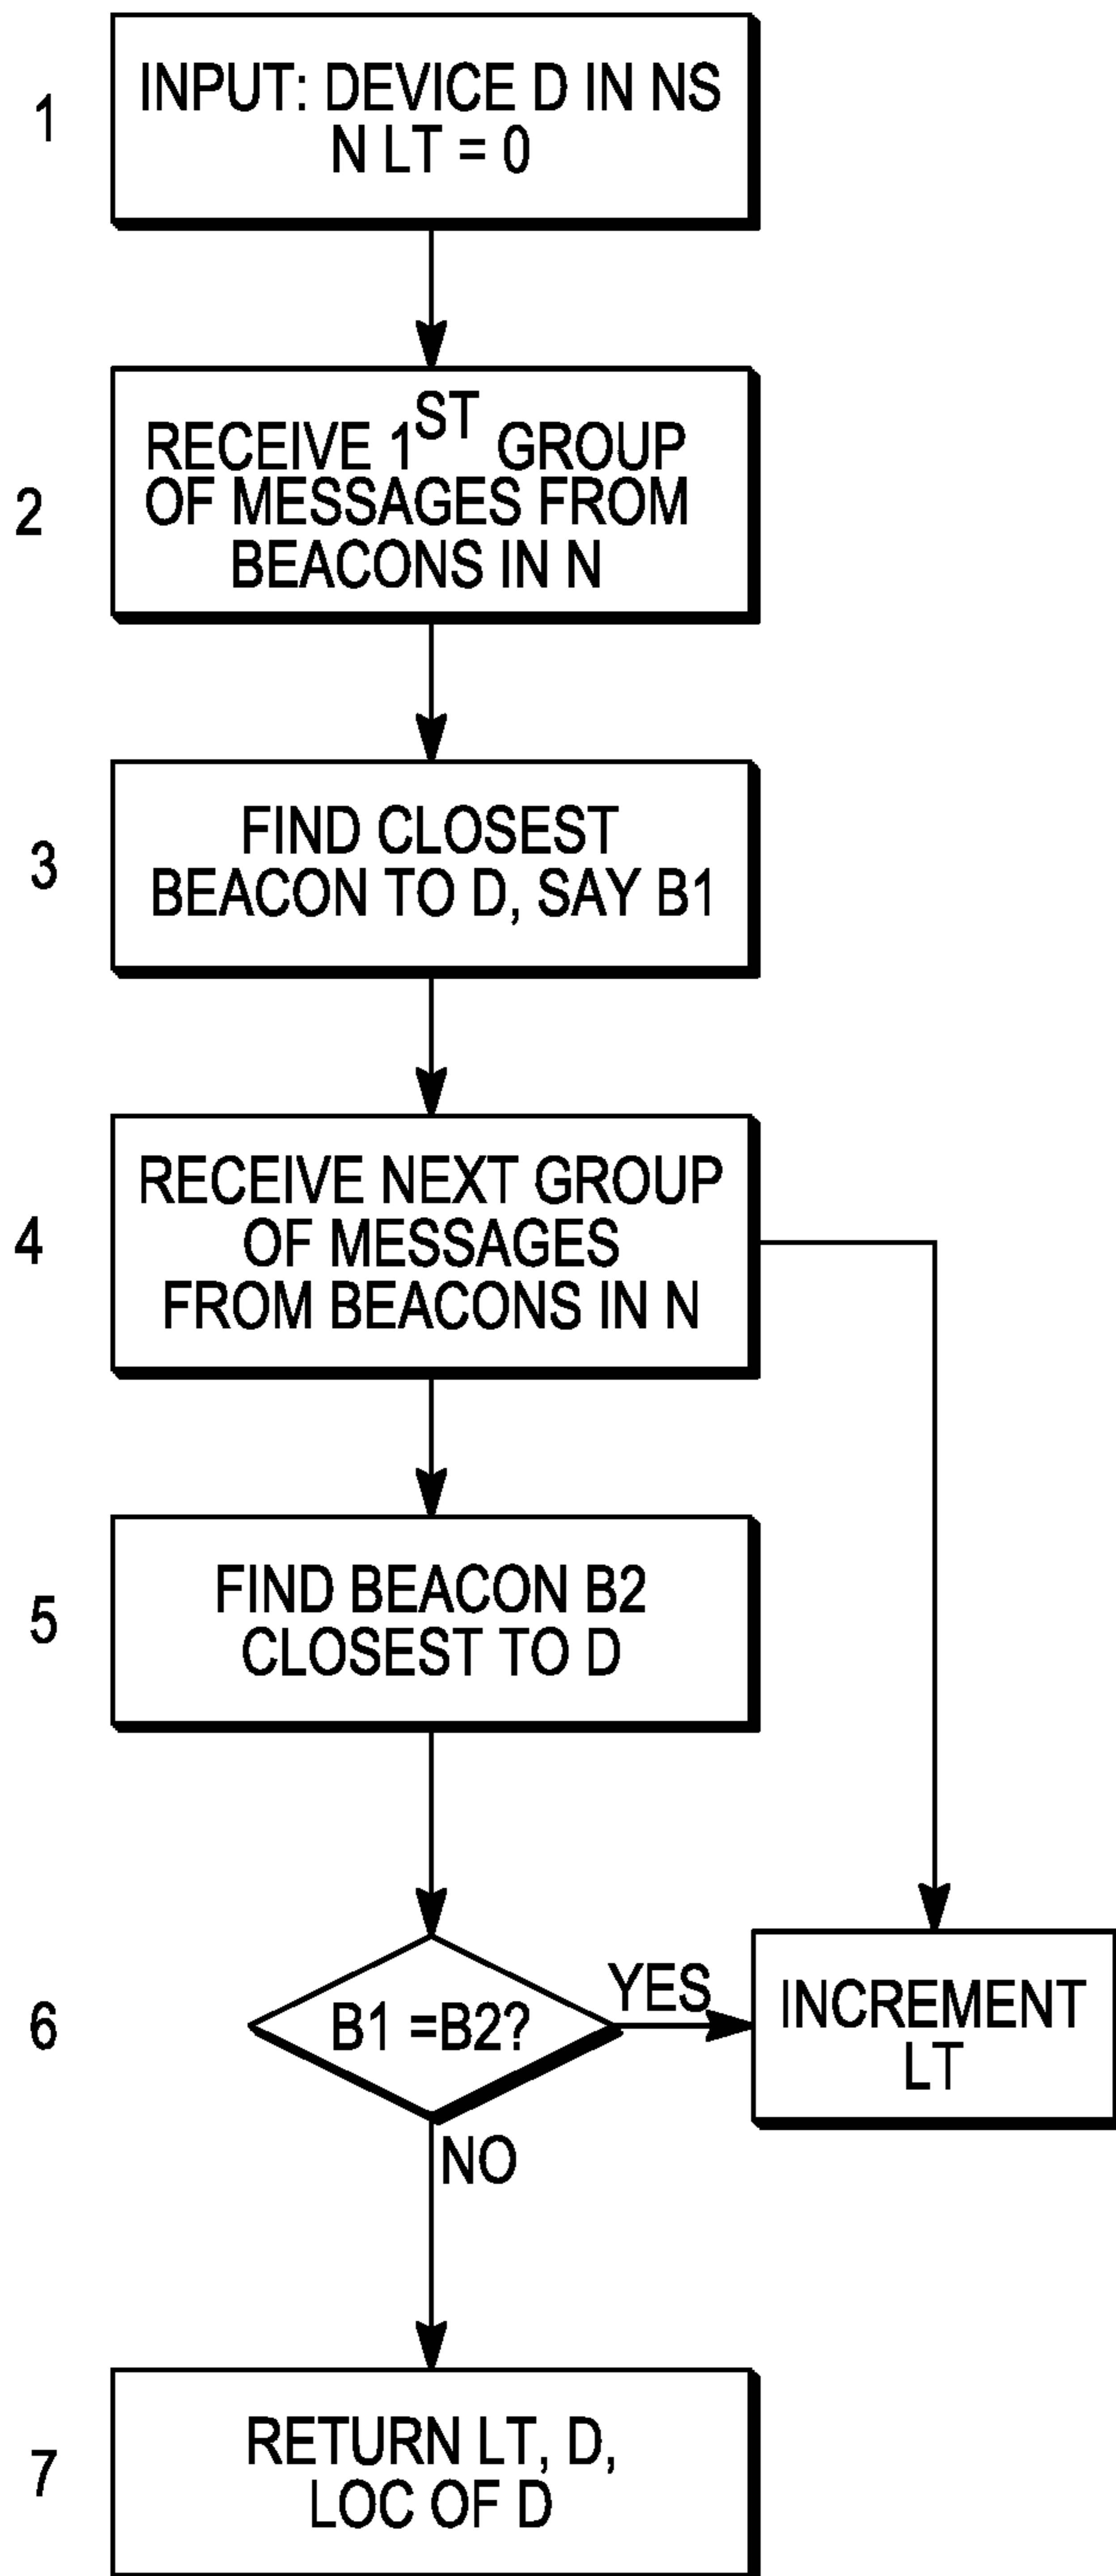 1
INPUT: DEVICE D IN NS
N LT = 0
2
RECEIVE 1ST GROUP
OF MESSAGES FROM
BEACONS IN N
3
FIND CLOSEST
BEACON TO D, SAY B1
4
RECEIVE NEXT GROUP
OF MESSAGES
FROM BEACONS IN N
5
FIND BEACON B2
CLOSEST TO D
6
B1 =B2?
YES
INCREMENT
LT
NO
7
RETURN LT, D,
LOC OF D